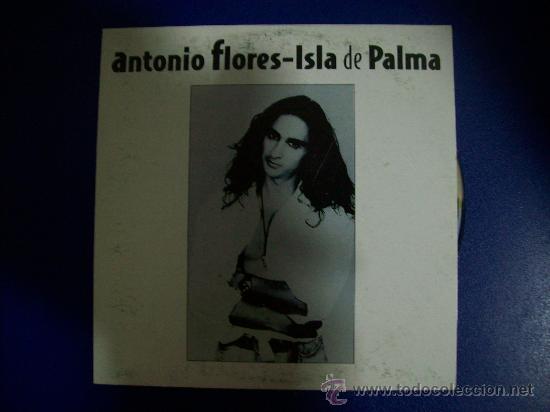 antonio flores-Isla de Palma
© www.todocoleccion.net